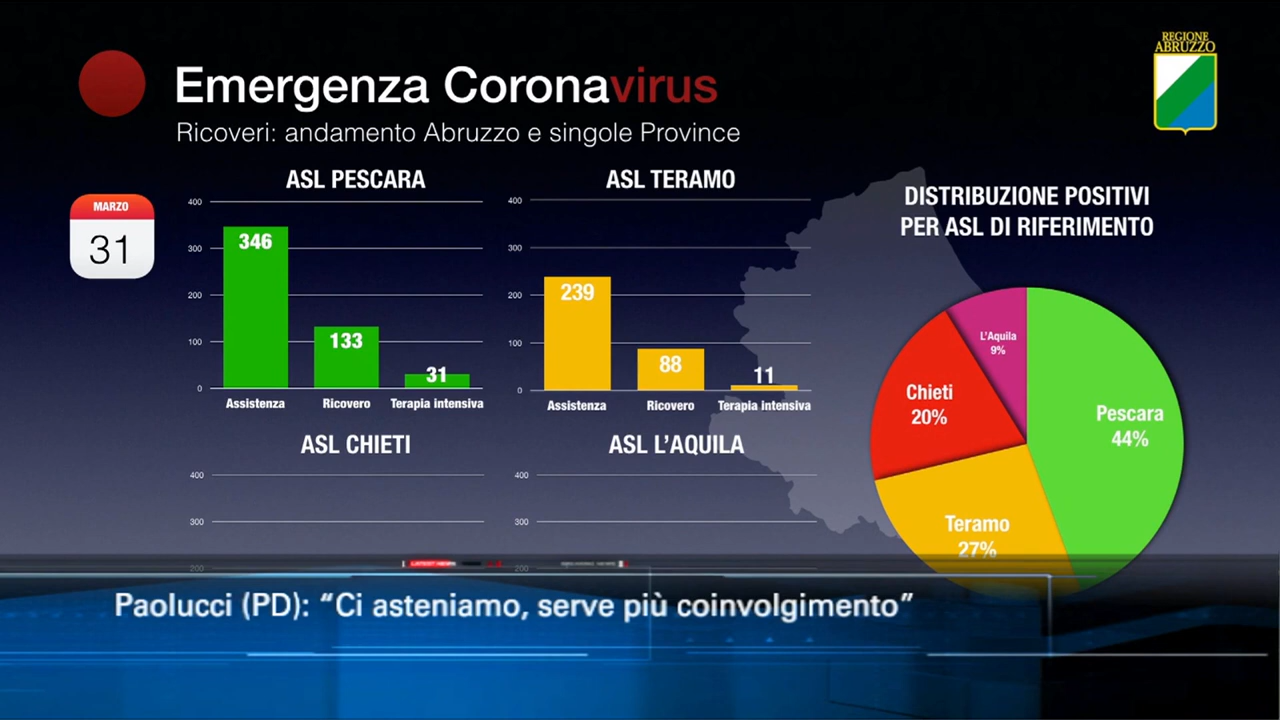 REGIONE
ABRUZZO
Emergenza Coronavirus
Ricoveri: andamento Abruzzo e singole Province
MARZO
31
ASL PESCARA
400
300
200
100
0
346
133
31
Assistenza
Ricovero
Terapia intensiva
ASL TERAMO
400
300
200
100
0
239
88
11
Assistenza
Ricovero
Terapia intensiva
DISTRIBUZIONE POSITIVI
PER ASL DI RIFERIMENTO
L'Aquila
9%
Chieti
20%
Pescara
44%
Teramo
27%
ASL CHIETI
400
300
200
ASL L'AQUILA
400
300
200
LATEST NEWS
Paolucci (PD): “Ci asteniamo, serve più coinvolgimento”